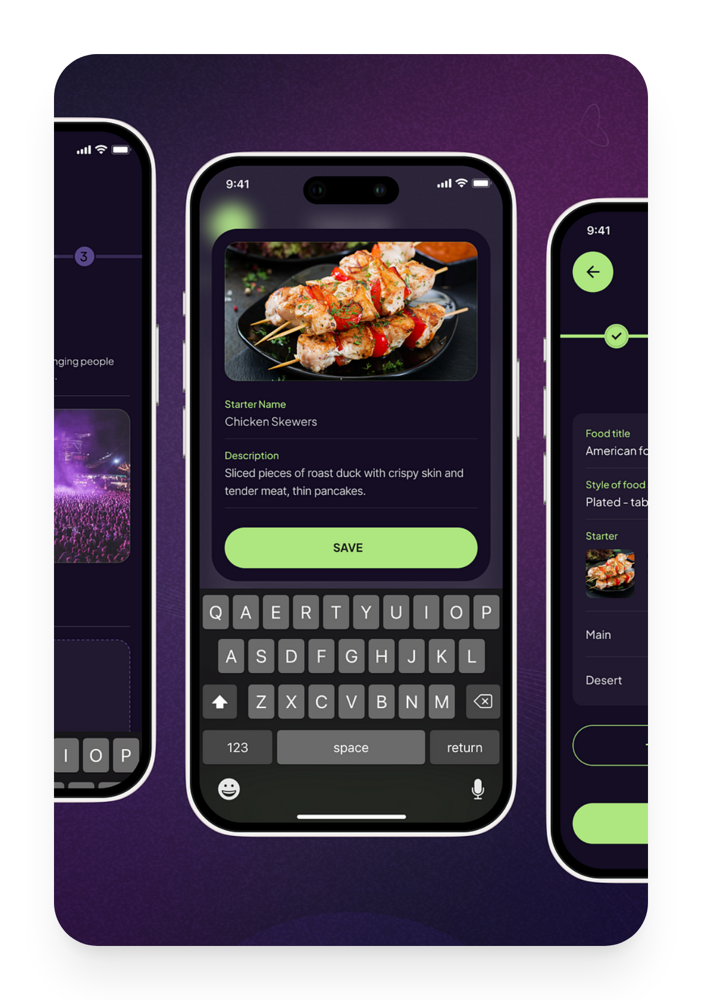 3
nging people
.
I O P
9:41
Starter Name
Chicken Skewers
Description
Sliced pieces of roast duck with crispy skin and
tender meat, thin pancakes.
SAVE
Q A E R T Y U I O P
A S D F G H J K L
Z X C V B N M
123 space return
9:41
Food title
American fo
Style of food
Plated - tab
Starter
Main
Desert